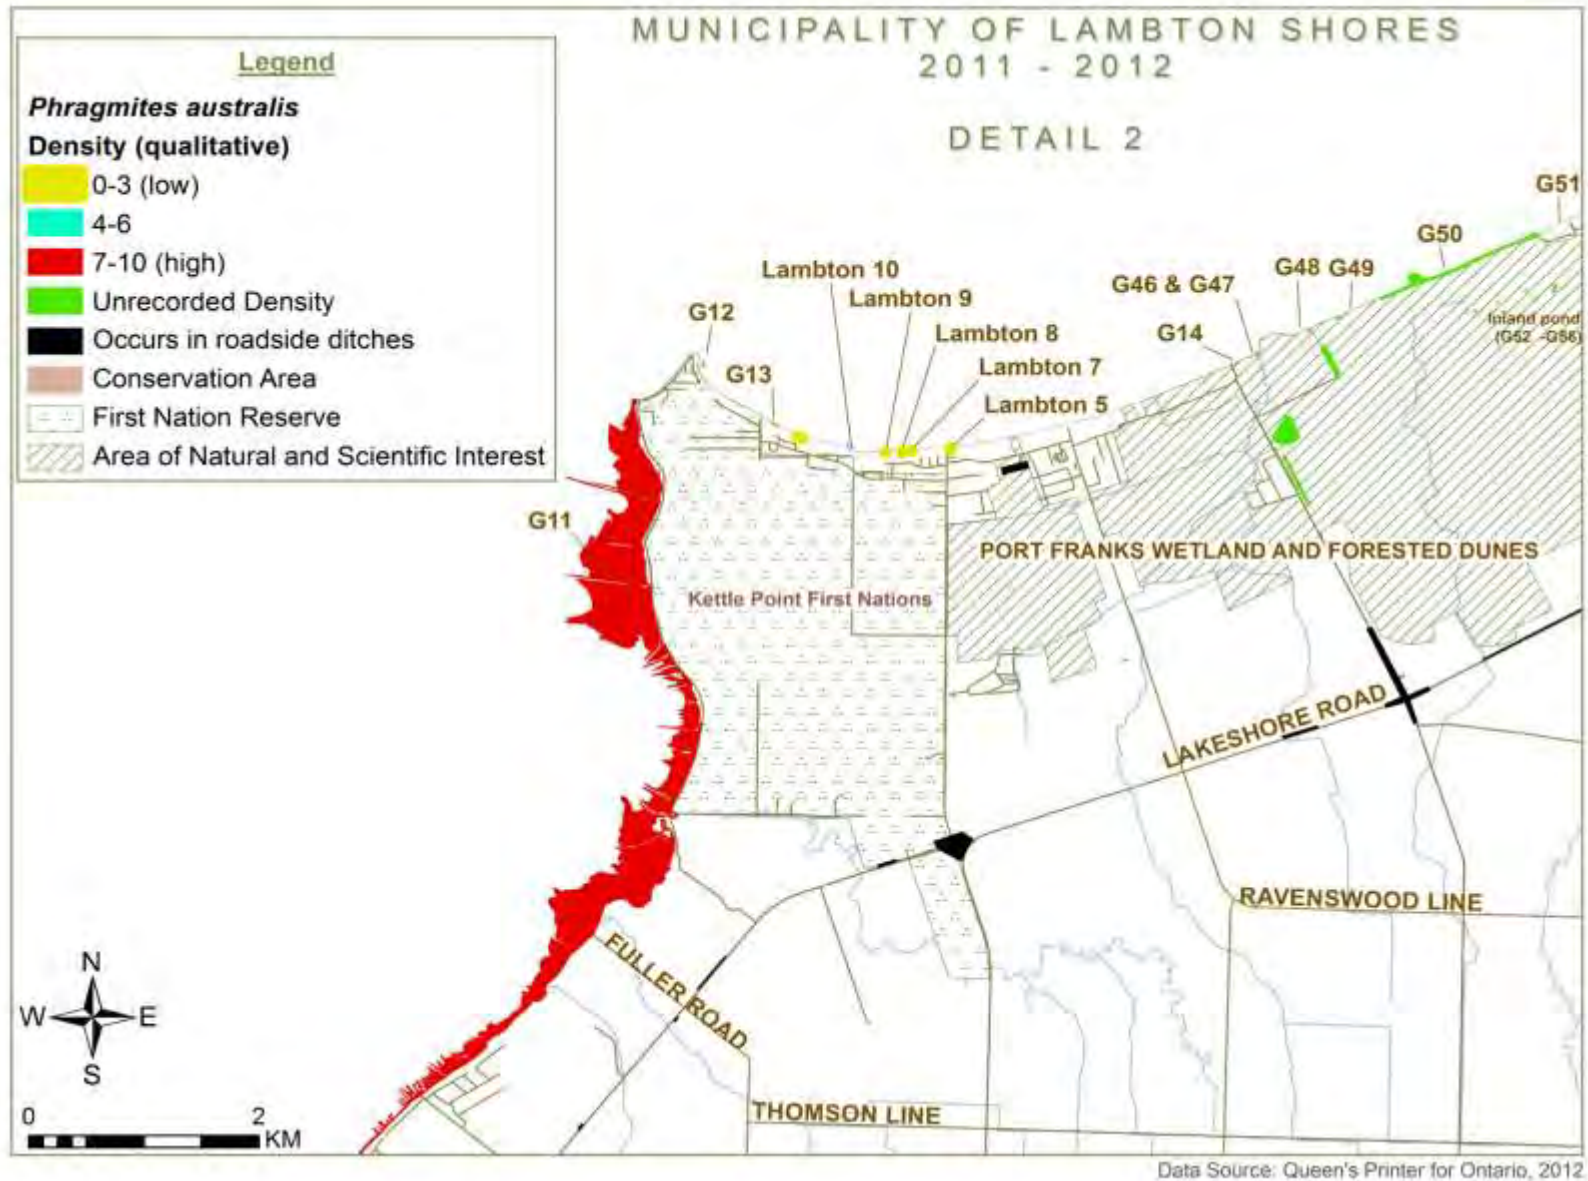 MUNICIPALITY OF LAMBTON SHORES
2011 - 2012
DETAIL 2
Legend
Phragmites australis
Density (qualitative)
0-3 (low)
4-6
7-10 (high)
Unrecorded Density
Occurs in roadside ditches
Conservation Area
First Nation Reserve
Area of Natural and Scientific Interest
G51
G50
G48 G49
G46 & G47
G14
Inland pond
(G52 -G56)
Lambton 10
Lambton 9
Lambton 8
Lambton 7
Lambton 5
G12
G13
G11
PORT FRANKS WETLAND AND FORESTED DUNES
Kettle Point First Nations
LAKESHORE ROAD
RAVENSWOOD LINE
FULLER ROAD
THOMSON LINE
N
W E
S
0 2
KM
Data Source: Queen's Printer for Ontario, 2012